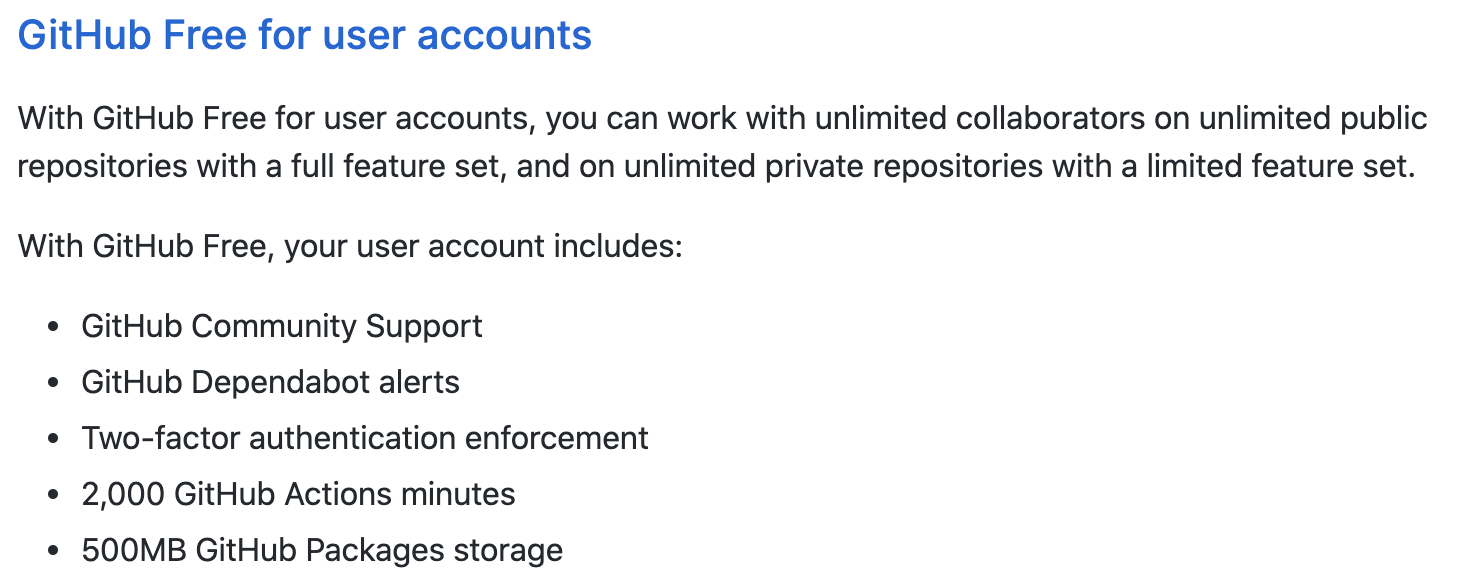 GitHub Free for user accounts
With GitHub Free for user accounts, you can work with unlimited collaborators on unlimited public
repositories with a full feature set, and on unlimited private repositories with a limited feature set.
With GitHub Free, your user account includes:
• GitHub Community Support
• GitHub Dependabot alerts
• Two-factor authentication enforcement
• 2,000 GitHub Actions minutes
• 500MB GitHub Packages storage